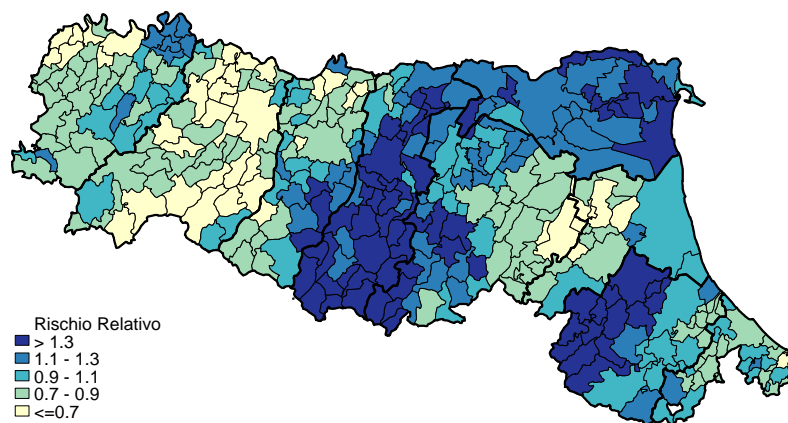 Rischio Relativo
> 1.3
1.1 - 1.3
0.9 - 1.1
0.7 - 0.9
<=0.7